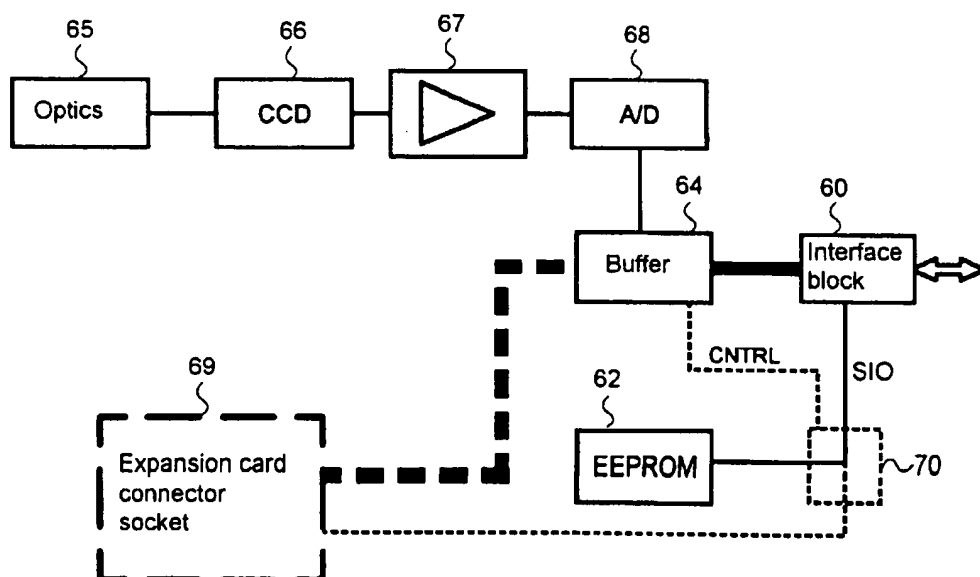 65
66
67
68
Optics
CCD
A/D
64
60
Buffer
Interface
block
CNTRL
SIO
69
62
Expansion card
connector
socket
EEPROM
70